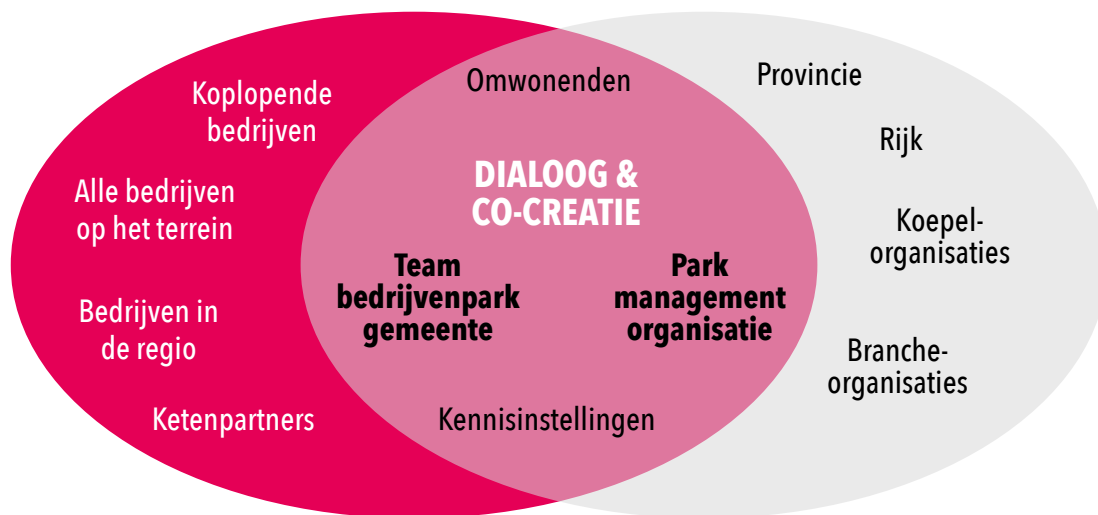 Koplopende
bedrijven
Alle bedrijven
op het terrein
Bedrijven in
de regio
Ketenpartners
Omwonenden
DIALOOG &
CO-CREATIE
Team
bedrijvenpark
gemeente
Park
management
organisatie
Kennisinstellingen
Provincie
Rijk
Koepel-
organisaties
Branche-
organisaties